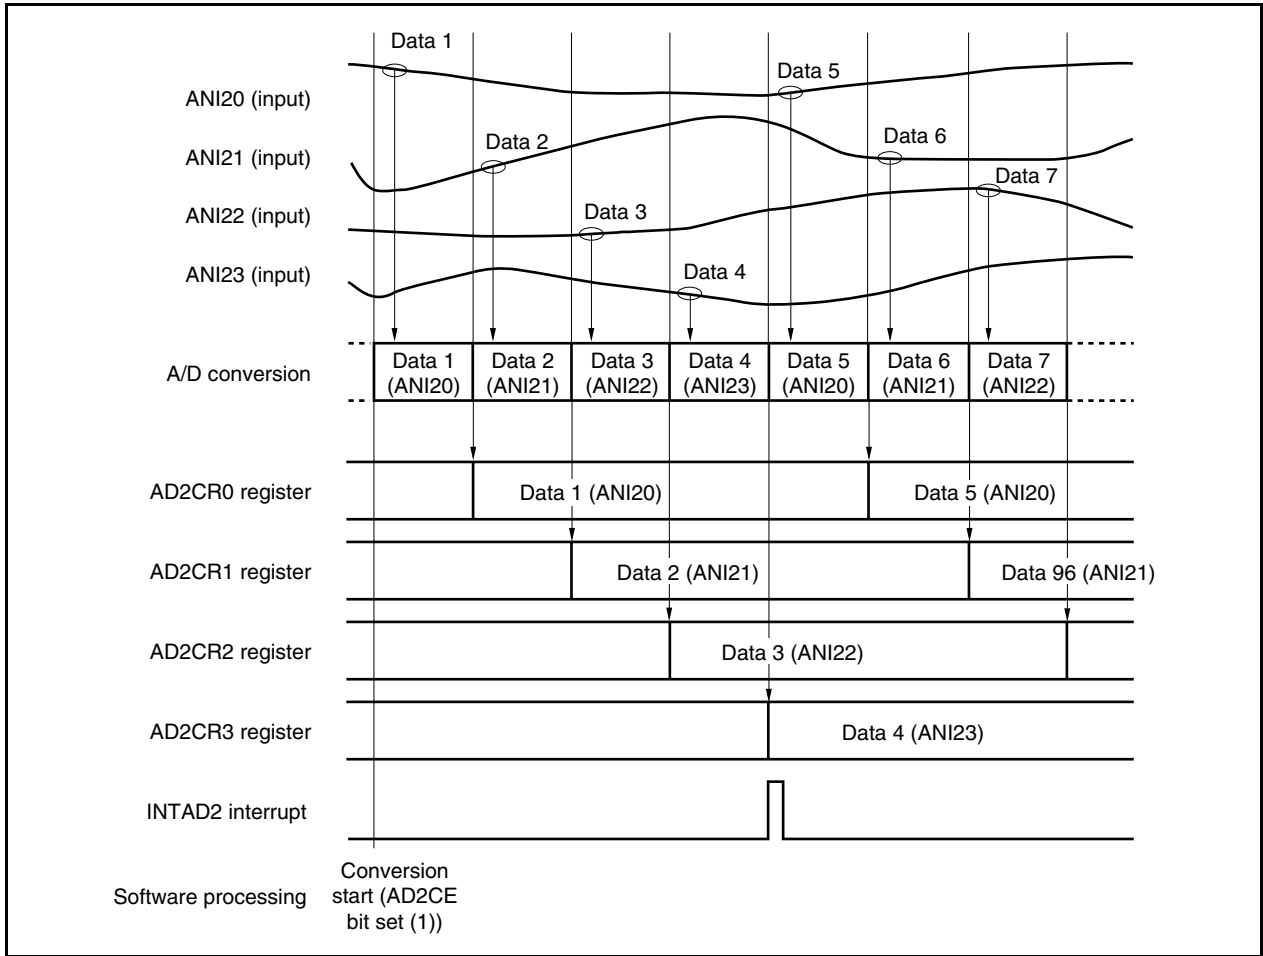 Data 1
Data 5
ANI20 (input)
Data 2
Data 6
ANI21 (input)
Data 7
Data 3
ANI22 (input)
Data 4
ANI23 (input)
A/D conversion
Data 1 (ANI20)
Data 2 (ANI21)
Data 3 (ANI22)
Data 4 (ANI23)
Data 5 (ANI20)
Data 6 (ANI21)
Data 7 (ANI22)
AD2CR0 register
Data 1 (ANI20)
Data 5 (ANI20)
AD2CR1 register
Data 2 (ANI21)
Data 96 (ANI21)
AD2CR2 register
Data 3 (ANI22)
AD2CR3 register
Data 4 (ANI23)
INTAD2 interrupt
Software processing
Conversion
start (AD2CE
bit set (1))